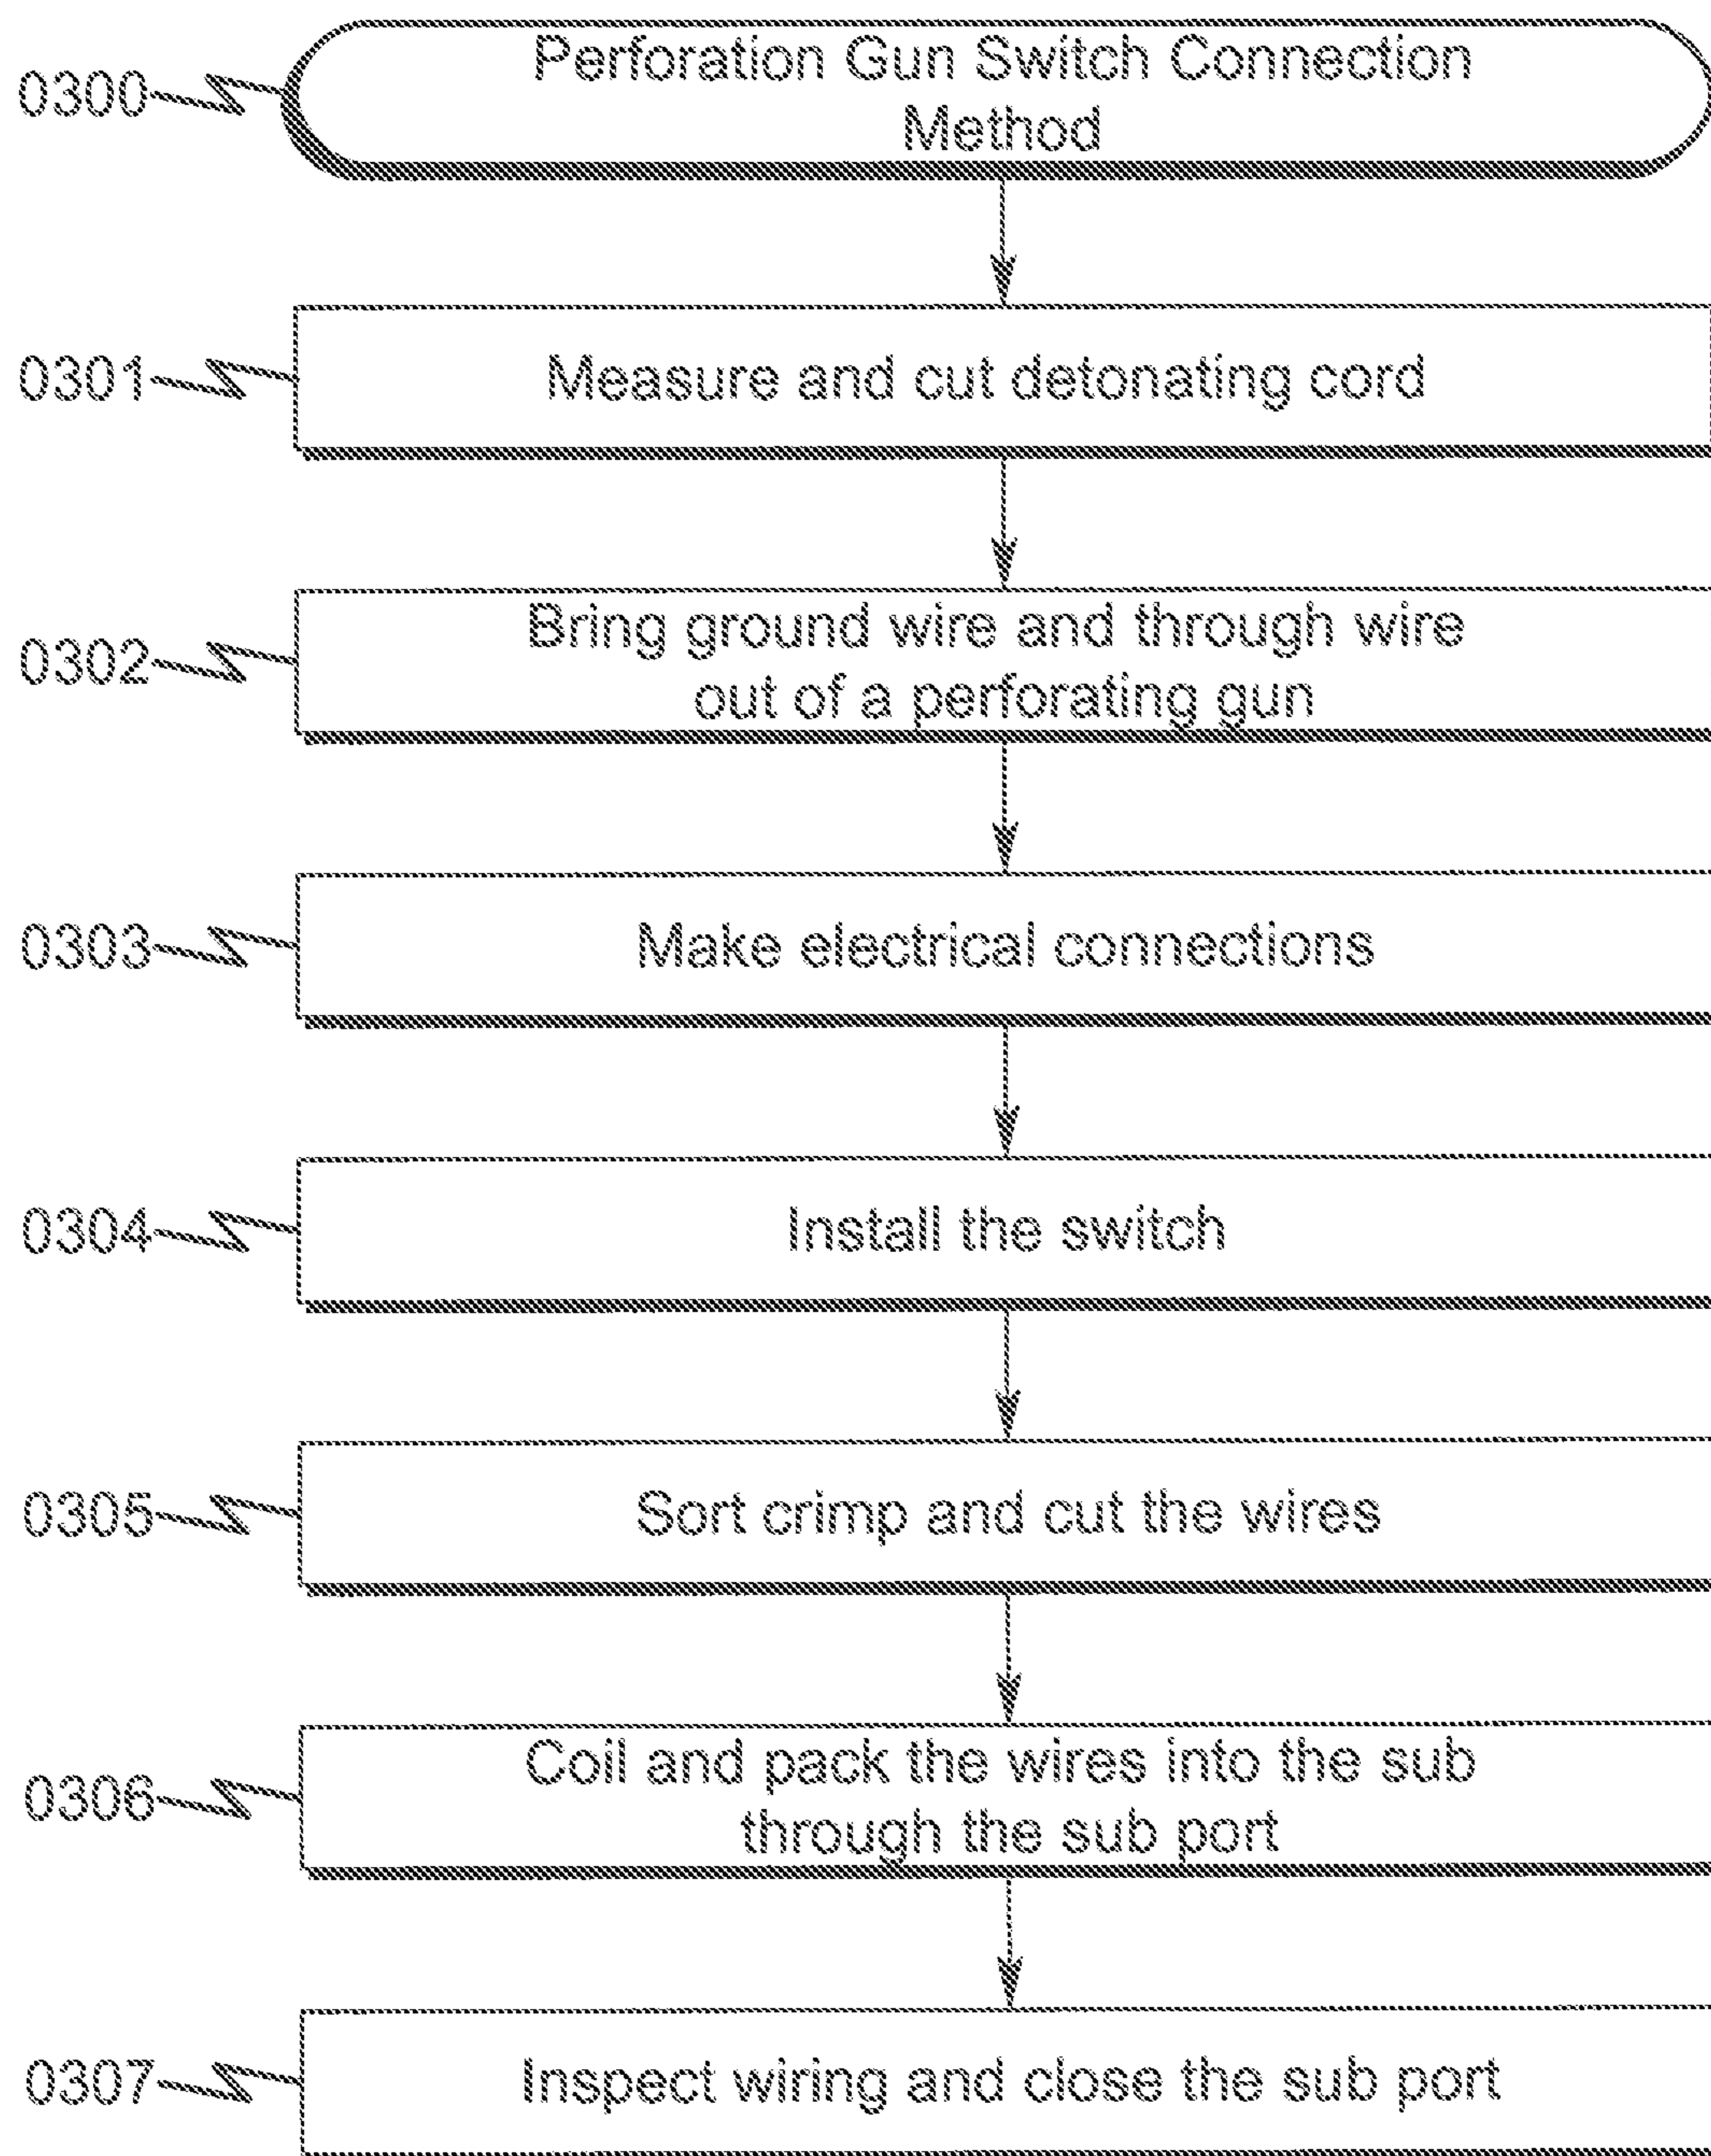 Perforation Gun Switch Connection
Method
0300
0301
Measure and cut detonating cord
Bring ground wire and through wire
out of a perforating gun
0302
0303
Make electrical connections
0304
Install the switch
0305
Sort crimp and cut the wires
Coil and pack the wires into the sub
through the sub port
0306
0307
Inspect wiring and close the sub port